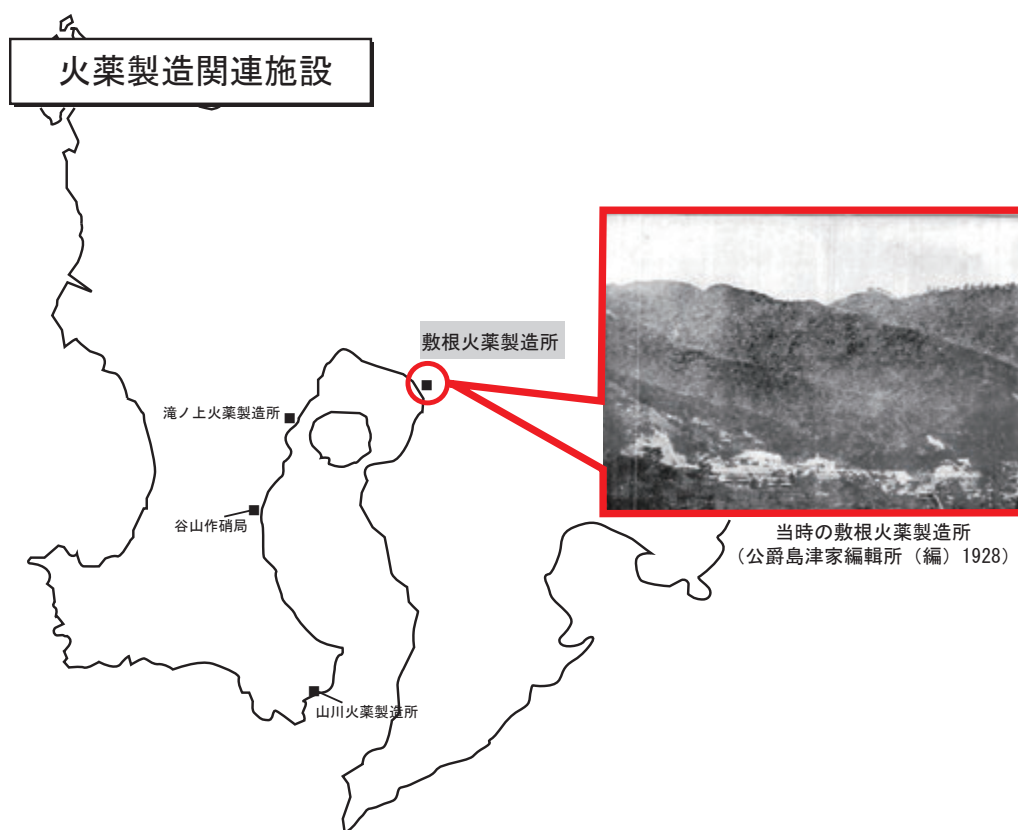 火薬製造関連施設
敷根火薬製造所
滝ノ上火薬製造所
谷山作硝局
山川火薬製造所
当時の敷根火薬製造所
（公爵島津家編輯所（編）1928）